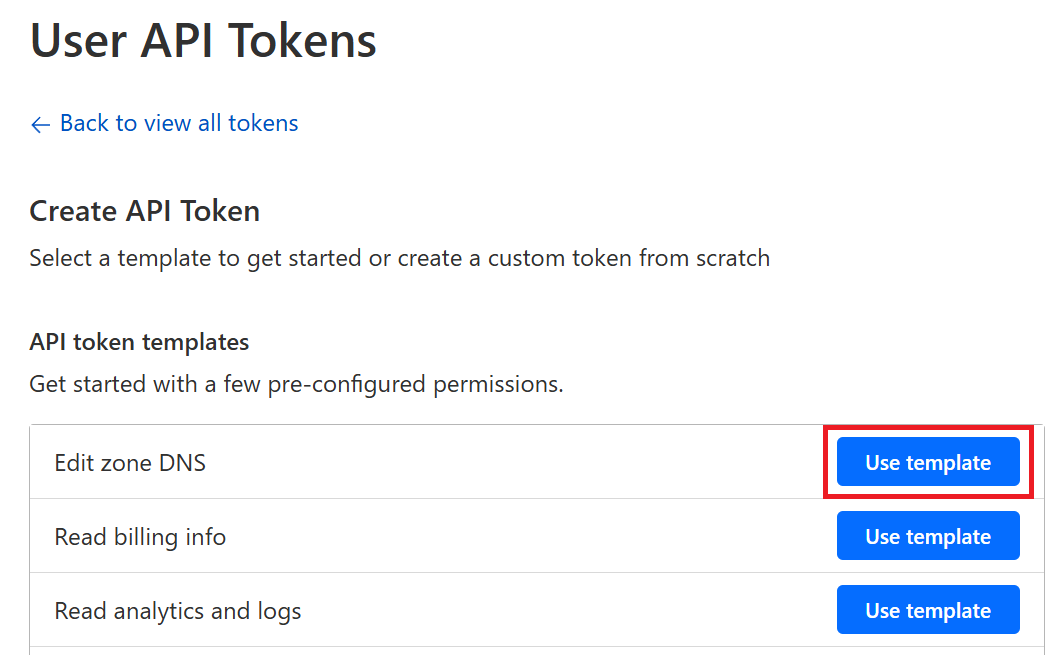 User API Tokens
← Back to view all tokens
Create API Token
Select a template to get started or create a custom token from scratch
API token templates
Get started with a few pre-configured permissions.
Edit zone DNS Use template
Read billing info Use template
Read analytics and logs Use template